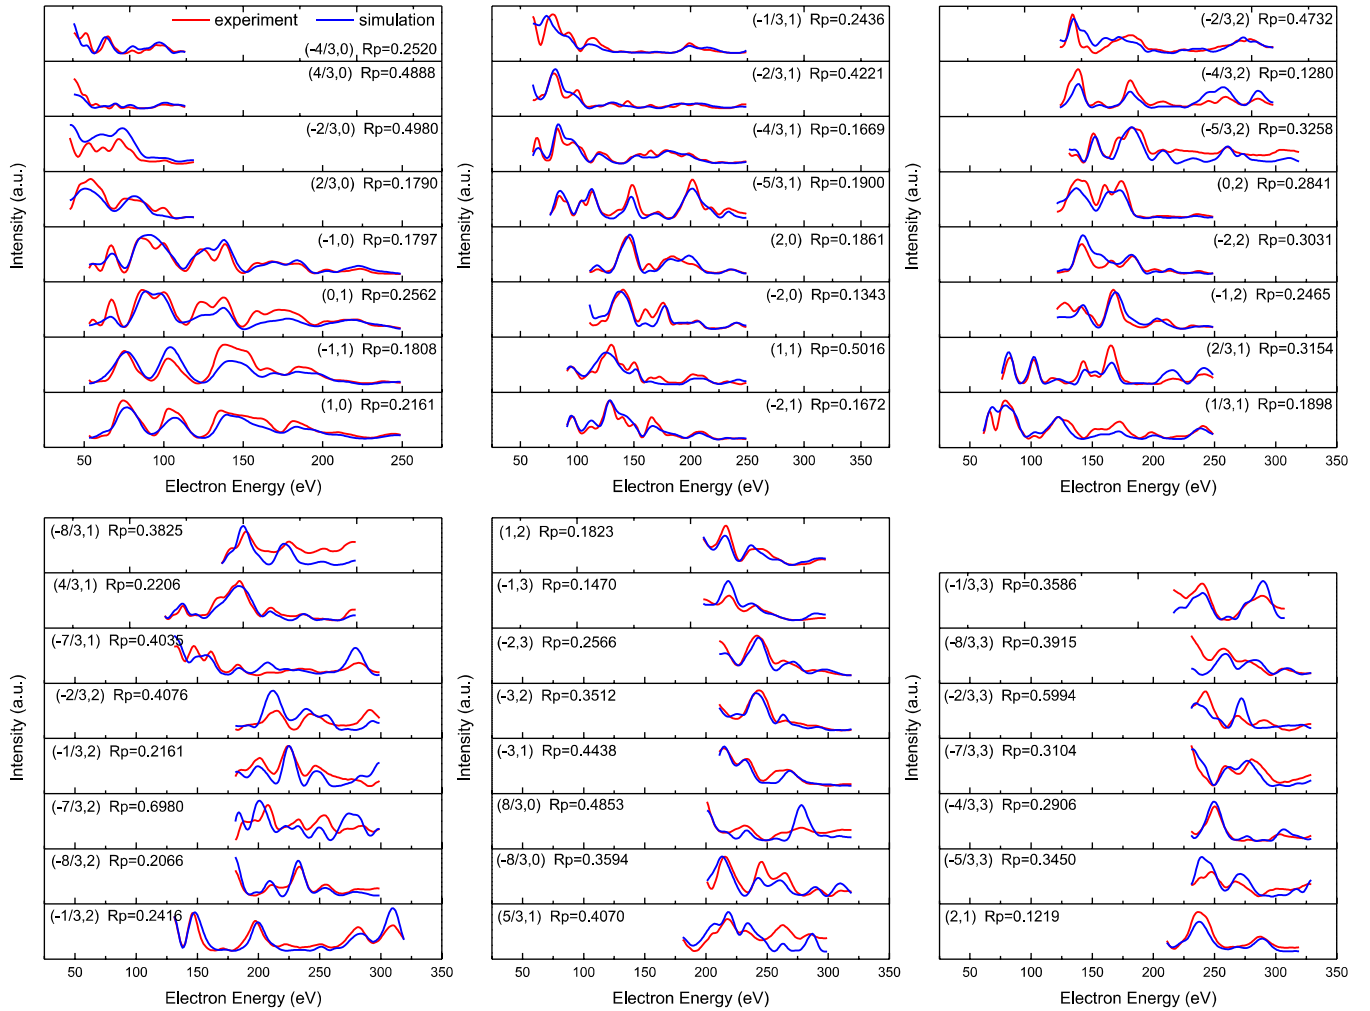 experiment simulation
(-4/3,0) Rp=0.2520
(4/3,0) Rp=0.4888
(-2/3,0) Rp=0.4980
(2/3,0) Rp=0.1790
(-1,0) Rp=0.1797
(0,1) Rp=0.2562
(-1,1) Rp=0.1808
(1,0) Rp=0.2161
Intensity (a.u.)
50 100 150 200 250
Electron Energy (eV)
(-1/3,1) Rp=0.2436
(-2/3,1) Rp=0.4221
(-4/3,1) Rp=0.1669
(-5/3,1) Rp=0.1900
(2,0) Rp=0.1861
(-2,0) Rp=0.1343
(1,1) Rp=0.5016
(-2,1) Rp=0.1672
Intensity (a.u.)
50 100 150 200 250 300 350
Electron Energy (eV)
(-2/3,2) Rp=0.4732
(-4/3,2) Rp=0.1280
(-5/3,2) Rp=0.3258
(0,2) Rp=0.2841
(-2,2) Rp=0.3031
(-1,2) Rp=0.2465
(2/3,1) Rp=0.3154
(1/3,1) Rp=0.1898
Intensity (a.u.)
50 100 150 200 250 300 350
Electron Energy (eV)
(-8/3,1) Rp=0.3825
(4/3,1) Rp=0.2206
(-7/3,1) Rp=0.4035
(-2/3,2) Rp=0.4076
(-1/3,2) Rp=0.2161
(-7/3,2) Rp=0.6980
(-8/3,2) Rp=0.2066
(-1/3,2) Rp=0.2416
Intensity (a.u.)
50 100 150 200 250 300 350
Electron Energy (eV)
(1,2) Rp=0.1823
(-1,3) Rp=0.1470
(-2,3) Rp=0.2566
(-3,2) Rp=0.3512
(-3,1) Rp=0.4438
(8/3,0) Rp=0.4853
(-8/3,0) Rp=0.3594
(5/3,1) Rp=0.4070
Intensity (a.u.)
50 100 150 200 250 300 350
Electron Energy (eV)
(-1/3,3) Rp=0.3586
(-8/3,3) Rp=0.3915
(-2/3,3) Rp=0.5994
(-7/3,3) Rp=0.3104
(-4/3,3) Rp=0.2906
(-5/3,3) Rp=0.3450
(2,1) Rp=0.1219
Intensity (a.u.)
50 100 150 200 250 300 350
Electron Energy (eV)